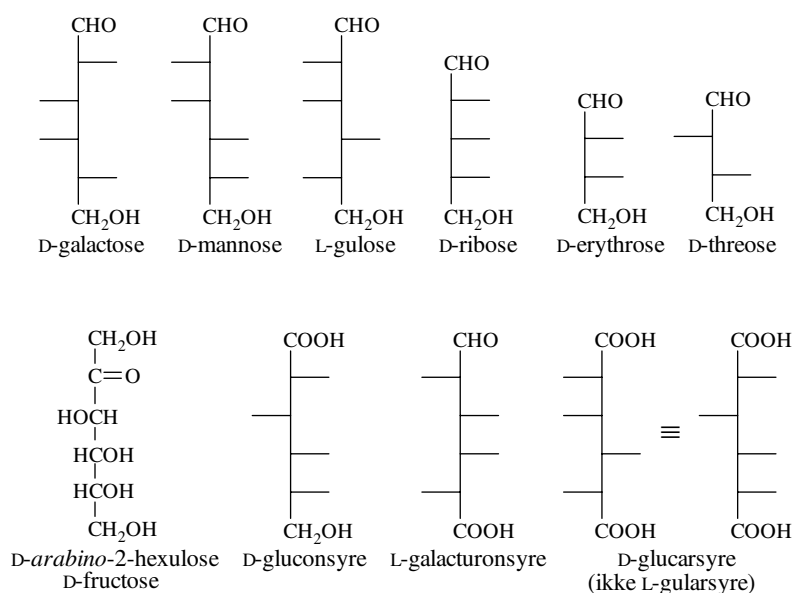 CHO CHO CHO
CHO
CHO CHO
CH₂OH CH₂OH CH₂OH CH₂OH CH₂OH CH₂OH
D-galactose D-mannose L-gulose D-ribose D-erythrose D-threose
CH₂OH COOH CHO COOH COOH
C=O
HOCH
HCOH
≡
HCOH
CH₂OH CH₂OH COOH COOH COOH
D-arabino-2-hexulose D-gluconsyre L-galacturonsyre D-glucarsyre
D-fructose (ikke L-gularsyre)